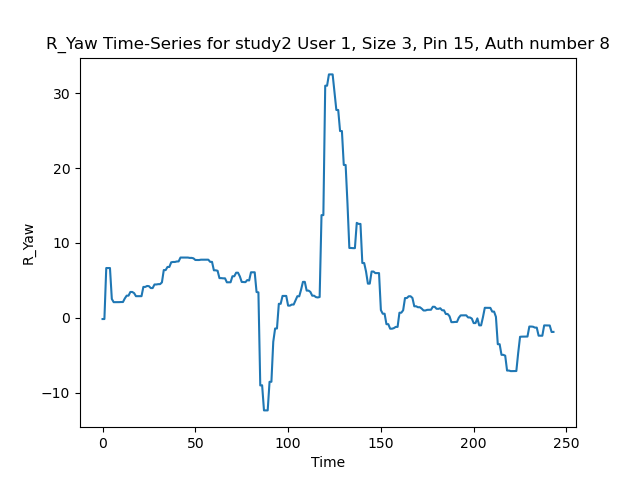 R_Yaw Time-Series for study2 User 1, Size 3, Pin 15, Auth number 8
30
20
10
0
−10
R_Yaw
0 50 100 150 200 250
Time